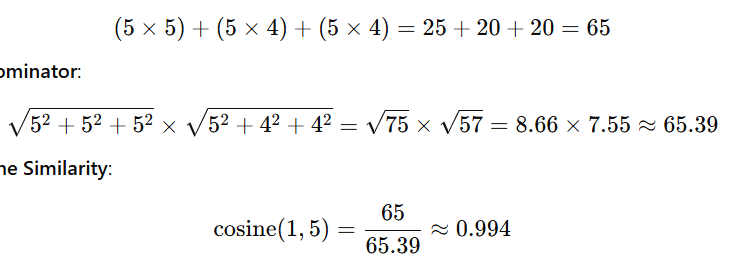 (5 × 5) + (5 × 4) + (5 × 4) = 25 + 20 + 20 = 65
ominator:
√(5² + 5² + 5²) × √(5² + 4² + 4²) = √75 × √57 = 8.66 × 7.55 ≈ 65.39
ne Similarity:
cosine(1, 5) = 65/65.39 ≈ 0.994